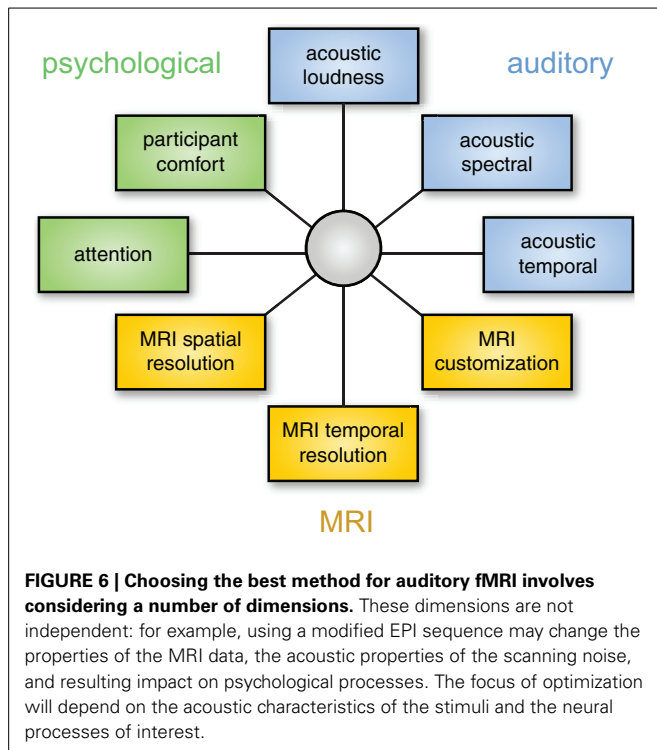 psychological
acoustic
loudness
auditory
participant
comfort
acoustic
spectral
attention
acoustic
temporal
MRI spatial
resolution
MRI
customization
MRI temporal
resolution
MRI
FIGURE 6 | Choosing the best method for auditory fMRI involves
considering a number of dimensions. These dimensions are not
independent: for example, using a modified EPI sequence may change the
properties of the MRI data, the acoustic properties of the scanning noise,
and resulting impact on psychological processes. The focus of optimization
will depend on the acoustic characteristics of the stimuli and the neural
processes of interest.